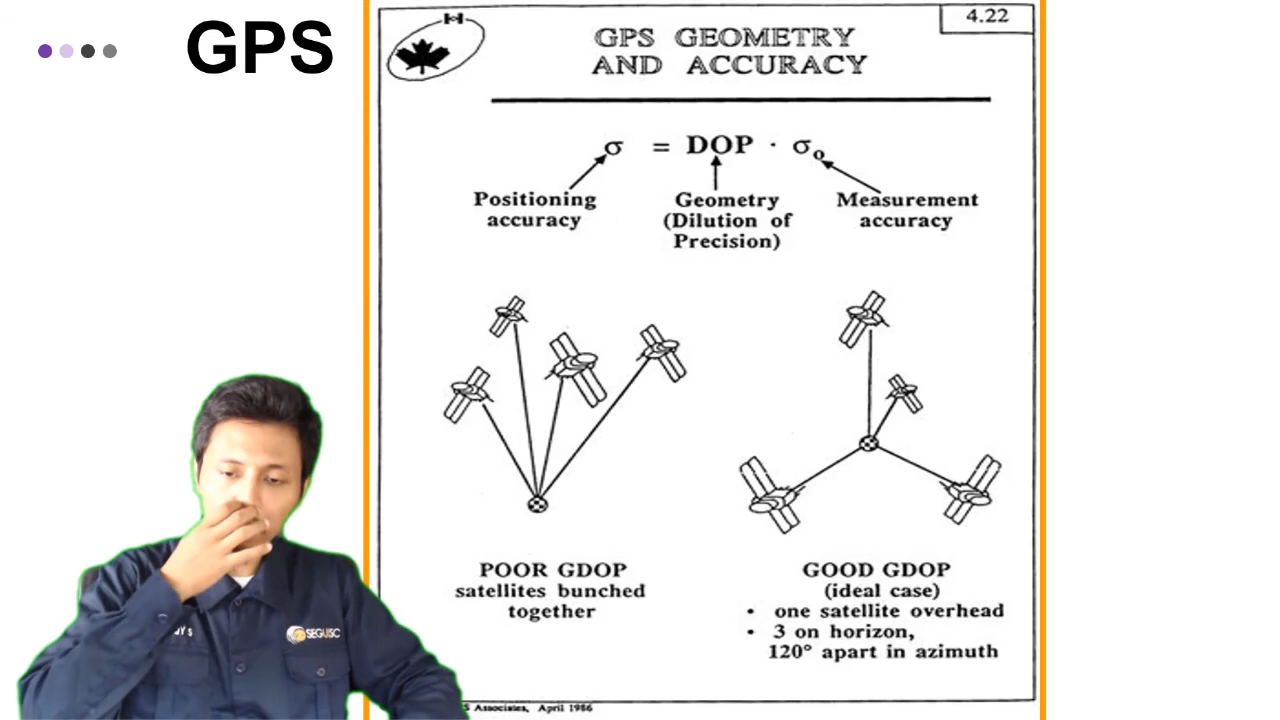 GPS
4.22
GPS GEOMETRY
AND ACCURACY
σ = DOP · σo
Positioning
accuracy
Geometry
(Dilution of
Precision)
Measurement
accuracy
POOR GDOP
satellites bunched
together
GOOD GDOP
(ideal case)
• one satellite overhead
• 3 on horizon,
120° apart in azimuth
SEGUISC
Associates, April 1986